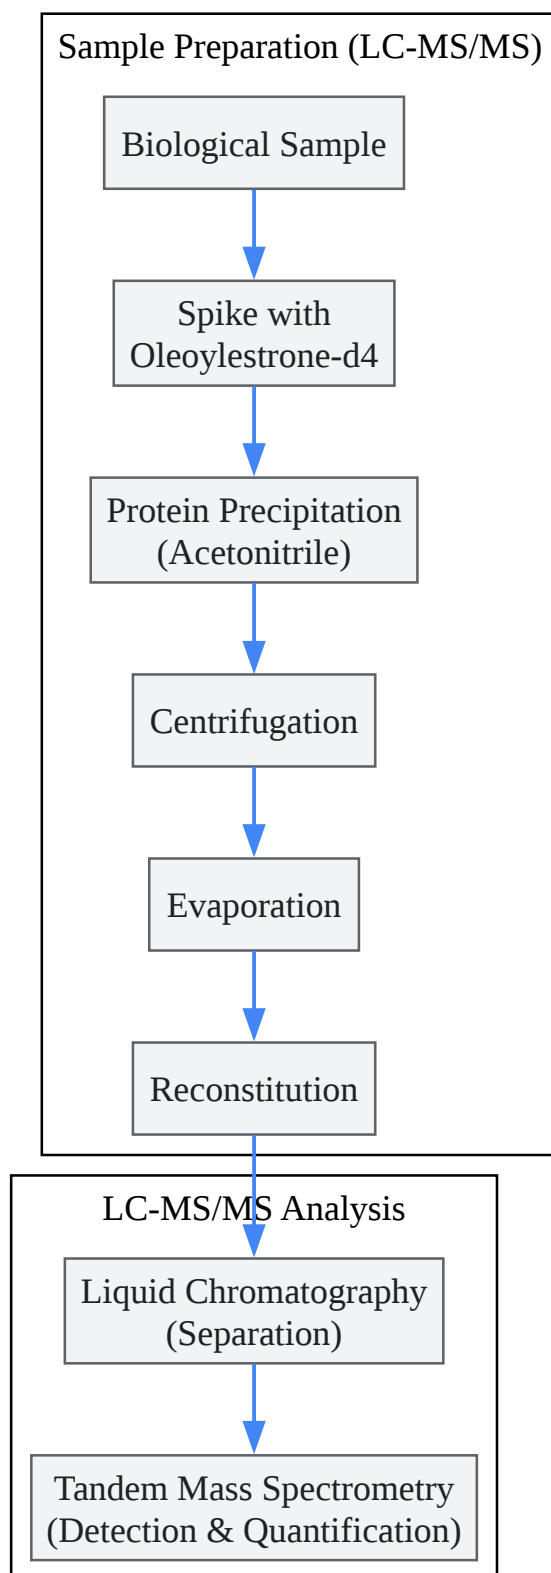 Sample Preparation (LC-MS/MS)
Biological Sample
Spike with
Oleoylestrone-d4
Protein Precipitation
(Acetonitrile)
Centrifugation
Evaporation
Reconstitution
LC-MS/MS Analysis
Liquid Chromatography
(Separation)
Tandem Mass Spectrometry
(Detection & Quantification)